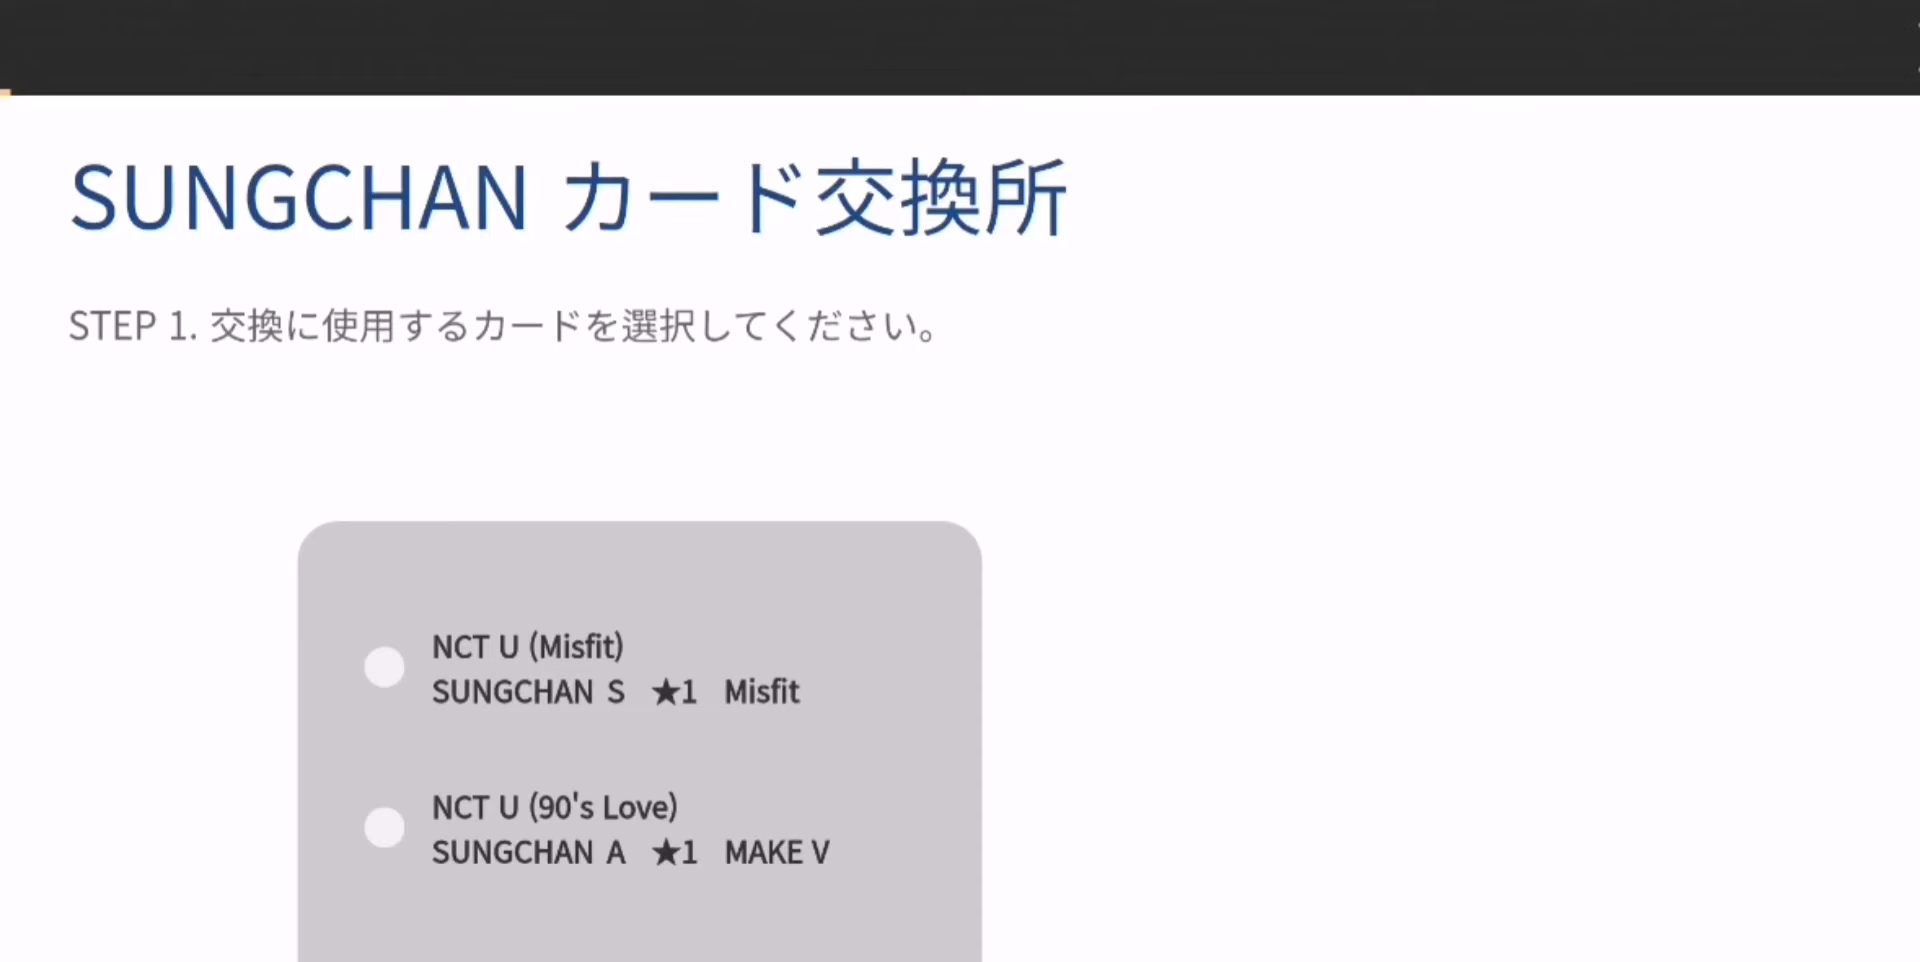 SUNGCHAN カード交換所
STEP 1. 交換に使用するカードを選択してください。
NCT U (Misfit)
SUNGCHAN S ★1 Misfit
NCT U (90's Love)
SUNGCHAN A ★1 MAKE V